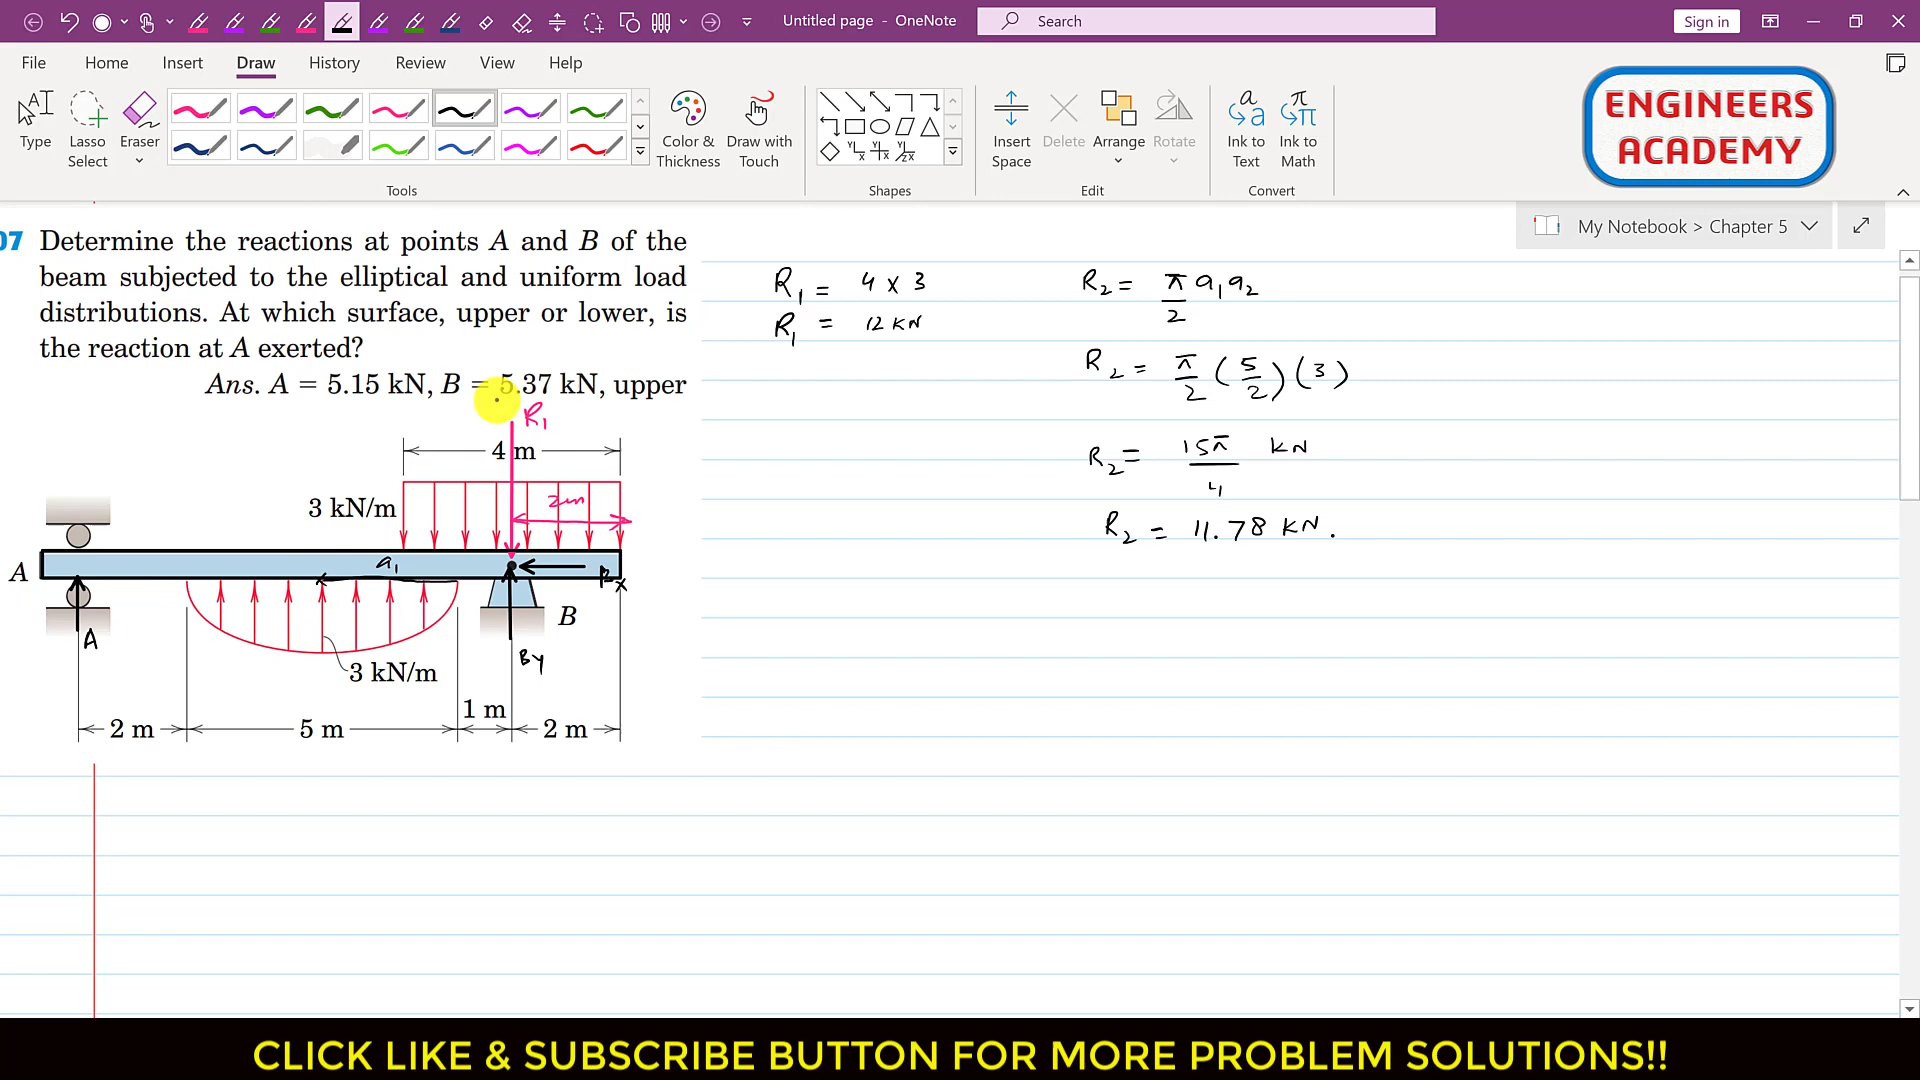 Untitled page - OneNote
Search
Sign in
File Home Insert Draw History Review View Help
Type
Lasso Select
Eraser
Color & Thickness
Draw with Touch
Insert Space
Delete
Arrange
Rotate
Ink to Text
Ink to Math
Tools
Shapes
Edit
Convert
ENGINEERS
ACADEMY
My Notebook > Chapter 5
07 Determine the reactions at points A and B of the
beam subjected to the elliptical and uniform load
distributions. At which surface, upper or lower, is
the reaction at A exerted?
Ans. A = 5.15 kN, B = 5.37 kN, upper
R1
4 m
3 kN/m
2m
A
a1
Bx
A
B
By
3 kN/m
2 m
5 m
1 m
2 m
R1 = 4 x 3
R1 = 12 KN
R2 = π/2 a1 a2
R2 = π/2 (5/2) (3)
R2 = 15π/4 KN
R2 = 11.78 KN.
CLICK LIKE & SUBSCRIBE BUTTON FOR MORE PROBLEM SOLUTIONS!!